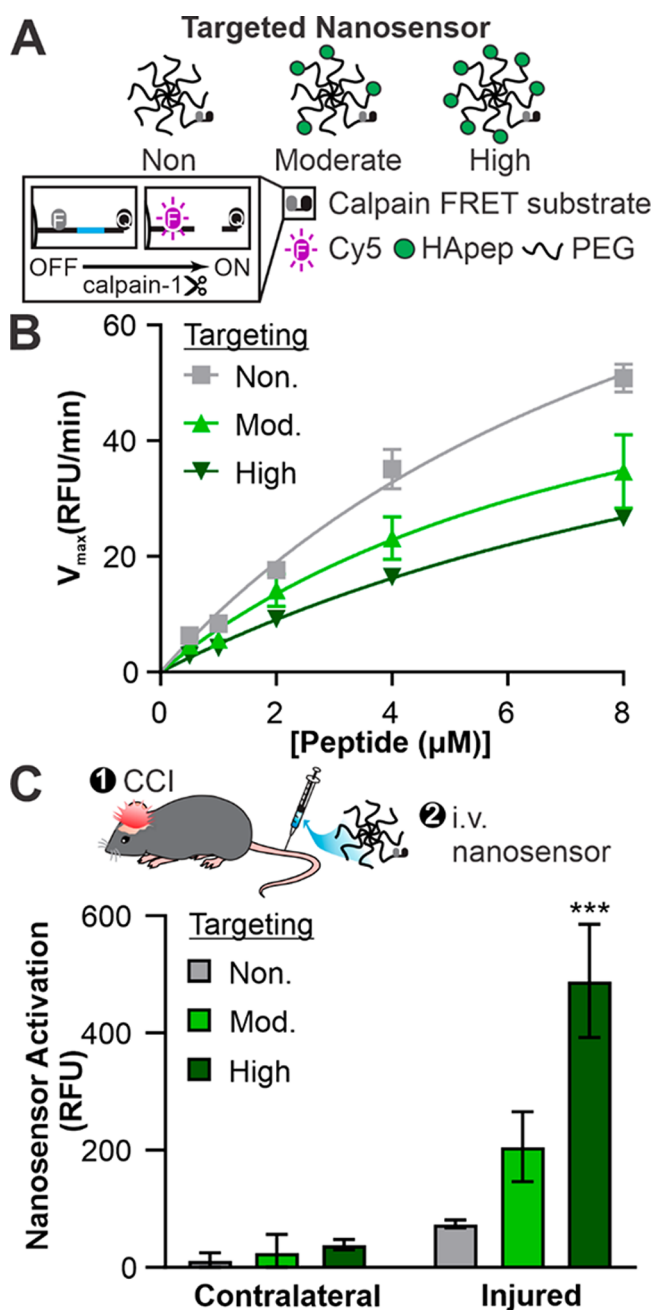 A
Targeted Nanosensor
Non Moderate High
F Q F Q
OFF ON
calpain-1
Calpain FRET substrate
F Cy5 HApep PEG
B
Targeting
Non.
Mod.
High
Vmax(RFU/min)
60
40
20
0
0 2 4 6 8
[Peptide (µM)]
C
1 CCI
2 i.v.
nanosensor
Targeting
Non.
Mod.
High
***
Nanosensor Activation
(RFU)
600
400
200
0
Contralateral Injured